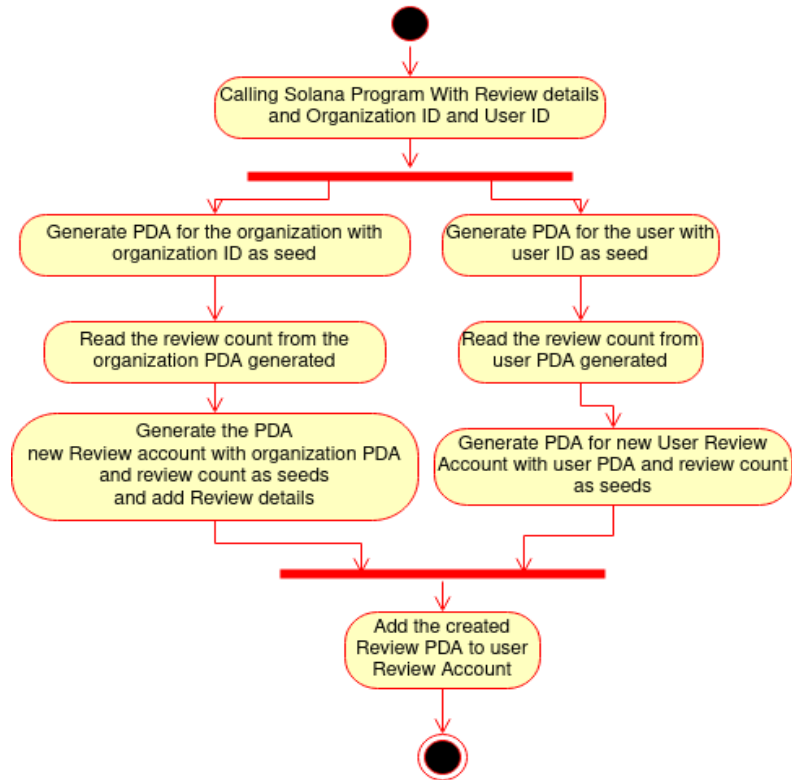 Calling Solana Program With Review details
and Organization ID and User ID
Generate PDA for the organization with
organization ID as seed
Generate PDA for the user with
user ID as seed
Read the review count from the
organization PDA generated
Read the review count from
user PDA generated
Generate the PDA
new Review account with organization PDA
and review count as seeds
and add Review details
Generate PDA for new User Review
Account with user PDA and review count
as seeds
Add the created
Review PDA to user
Review Account